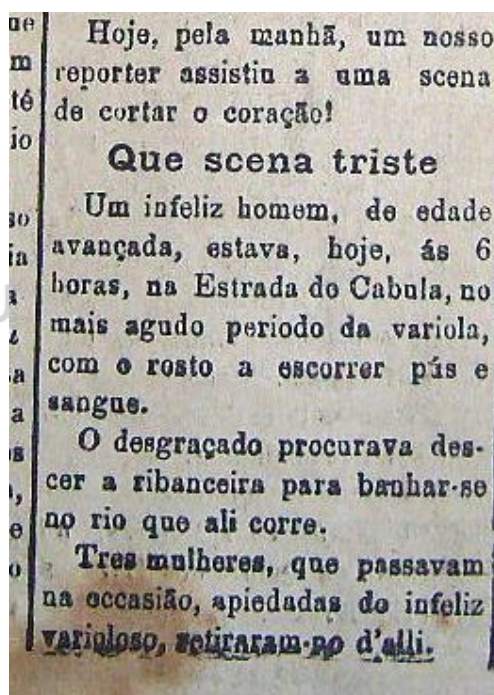 Hoje, pela manhã, um nosso
reporter assistiu a uma scena
de cortar o coração!
Que scena triste
Um infeliz homem, de edade
avançada, estava, hoje, ás 6
horas, na Estrada do Cabula, no
mais agudo periodo da variola,
com o rosto a escorrer pús e
sangue.
O desgraçado procurava des-
cer a ribanceira para banhar-se
no rio que ali corre.
Tres mulheres, que passavam
na occasião, apiedadas do infeliz
varioloso, retiraram-no d'alli.